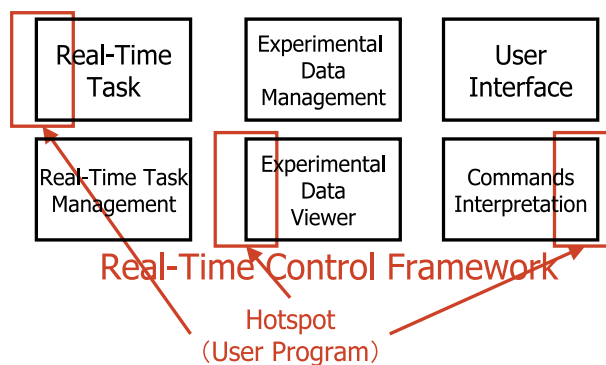 Real-Time
Task
Experimental
Data
Management
User
Interface
Real-Time Task
Management
Experimental
Data
Viewer
Commands
Interpretation
Real-Time Control Framework
Hotspot
（User Program）